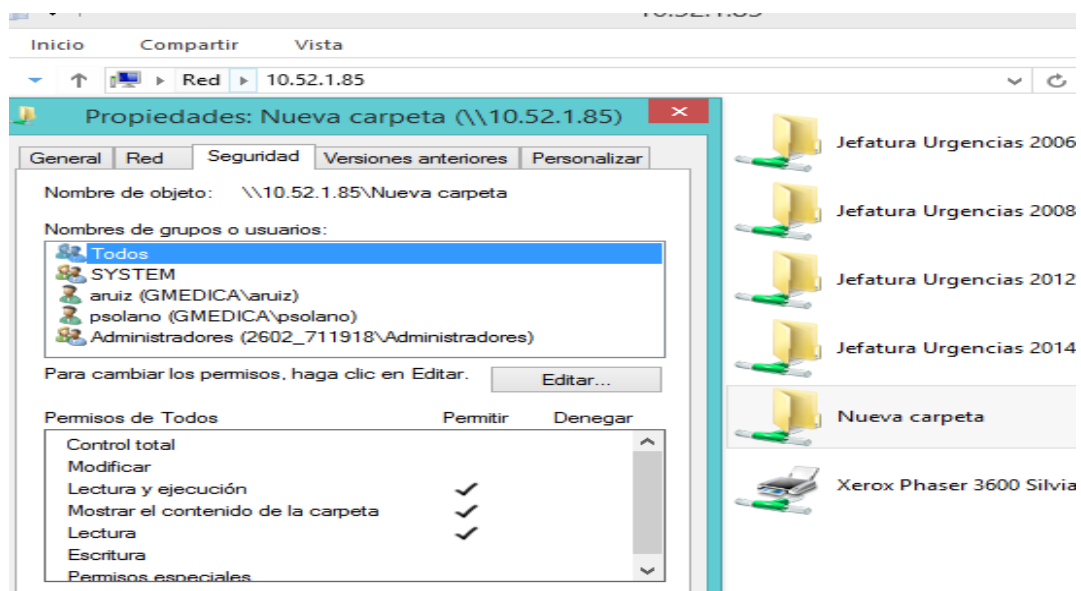 Inicio Compartir Vista
Red 10.52.1.85
Propiedades: Nueva carpeta (\\10.52.1.85)
General Red Seguridad Versiones anteriores Personalizar
Nombre de objeto: \\10.52.1.85\Nueva carpeta
Nombres de grupos o usuarios:
Todos
SYSTEM
aruiz (GMEDICA\aruiz)
psolano (GMEDICA\psolano)
Administradores (2602_711918\Administradores)
Para cambiar los permisos, haga clic en Editar. Editar...
Permisos de Todos Permitir Denegar
Control total
Modificar
Lectura y ejecución
Mostrar el contenido de la carpeta
Lectura
Escritura
Permisos especiales
Jefatura Urgencias 2006
Jefatura Urgencias 2008
Jefatura Urgencias 2012
Jefatura Urgencias 2014
Nueva carpeta
Xerox Phaser 3600 Silvia